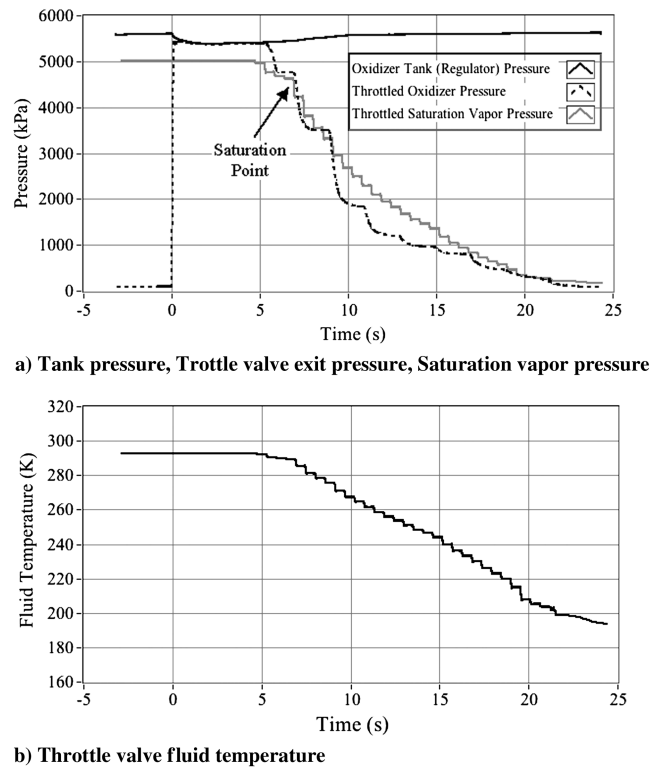 6000
5000
4000
3000
2000
1000
0
Pressure (kPa)
Oxidizer Tank (Regulator) Pressure
Throttled Oxidizer Pressure
Throttled Saturation Vapor Pressure
Saturation
Point
-5 0 5 10 15 20 25
Time (s)
a) Tank pressure, Trottle valve exit pressure, Saturation vapor pressure
320
300
280
260
240
220
200
180
160
Fluid Temperature (K)
-5 0 5 10 15 20 25
Time (s)
b) Throttle valve fluid temperature